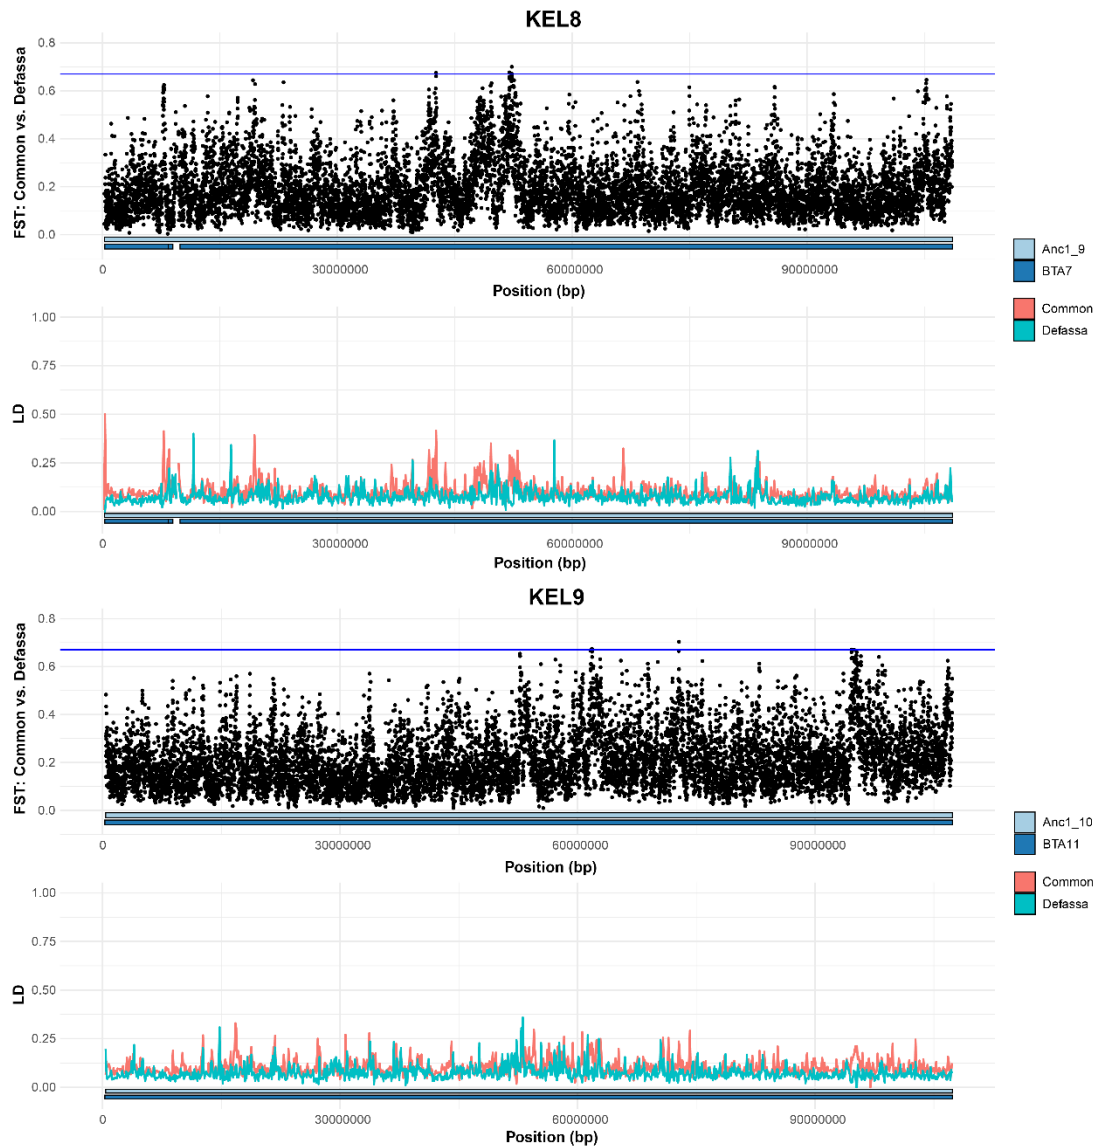 KEL8
FST: Common vs. Defassa
0.8
0.6
0.4
0.2
0.0
0 30000000 60000000 90000000
Position (bp)
Anc1_9
BTA7
Common
Defassa
LD
1.00
0.75
0.50
0.25
0.00
0 30000000 60000000 90000000
Position (bp)
KEL9
FST: Common vs. Defassa
0.8
0.6
0.4
0.2
0.0
0 30000000 60000000 90000000
Position (bp)
Anc1_10
BTA11
Common
Defassa
LD
1.00
0.75
0.50
0.25
0.00
0 30000000 60000000 90000000
Position (bp)